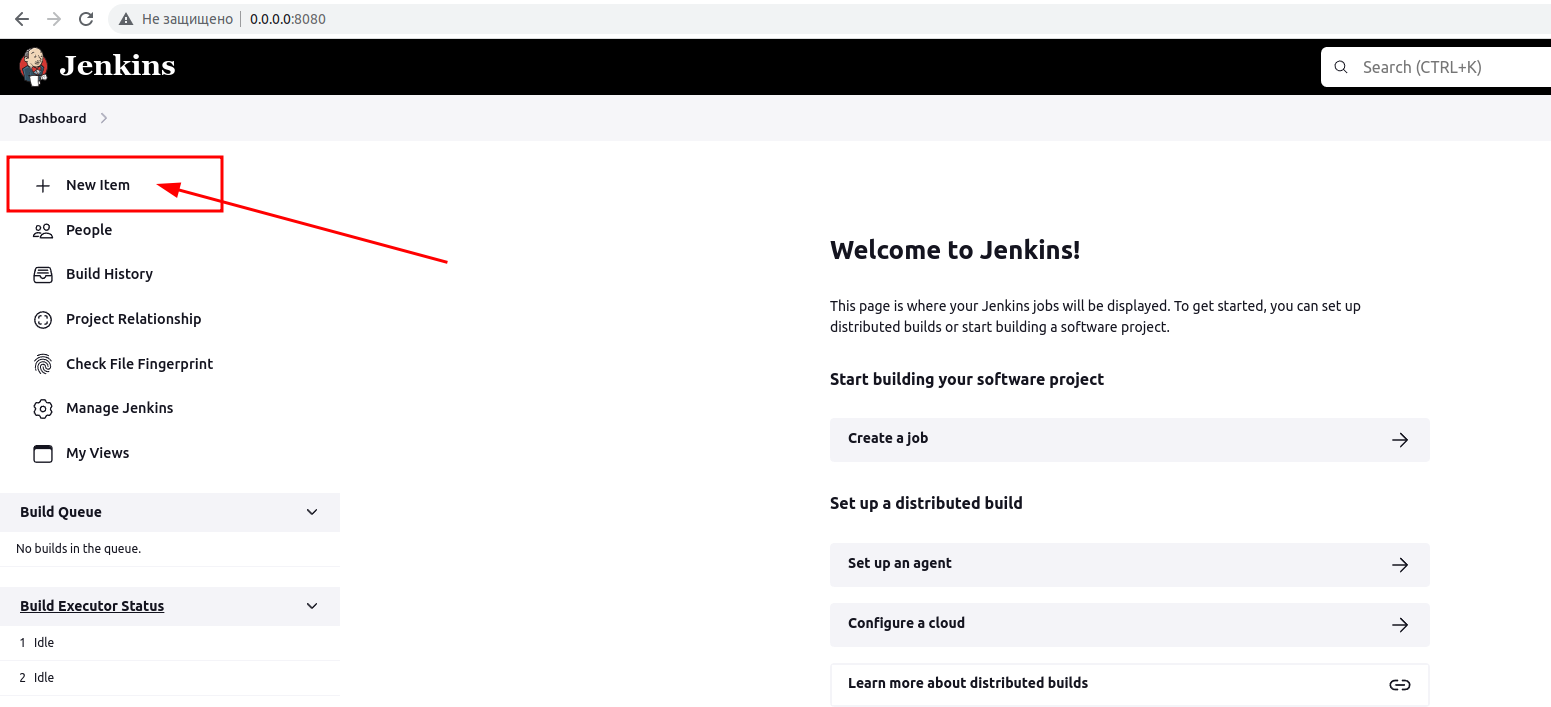 Не защищено 0.0.0.0:8080
Jenkins
Search (CTRL+K)
Dashboard
New Item
People
Build History
Project Relationship
Check File Fingerprint
Manage Jenkins
My Views
Build Queue
No builds in the queue.
Build Executor Status
1 Idle
2 Idle
Welcome to Jenkins!
This page is where your Jenkins jobs will be displayed. To get started, you can set up
distributed builds or start building a software project.
Start building your software project
Create a job
Set up a distributed build
Set up an agent
Configure a cloud
Learn more about distributed builds